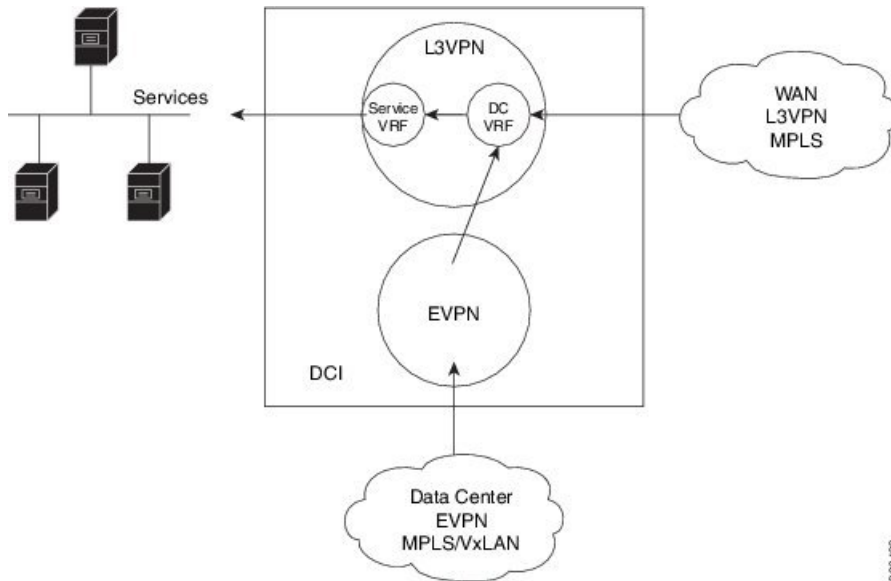 L3VPN
Services
Service
VRF
DC
VRF
WAN
L3VPN
MPLS
EVPN
DCI
Data Center
EVPN
MPLS/VxLAN